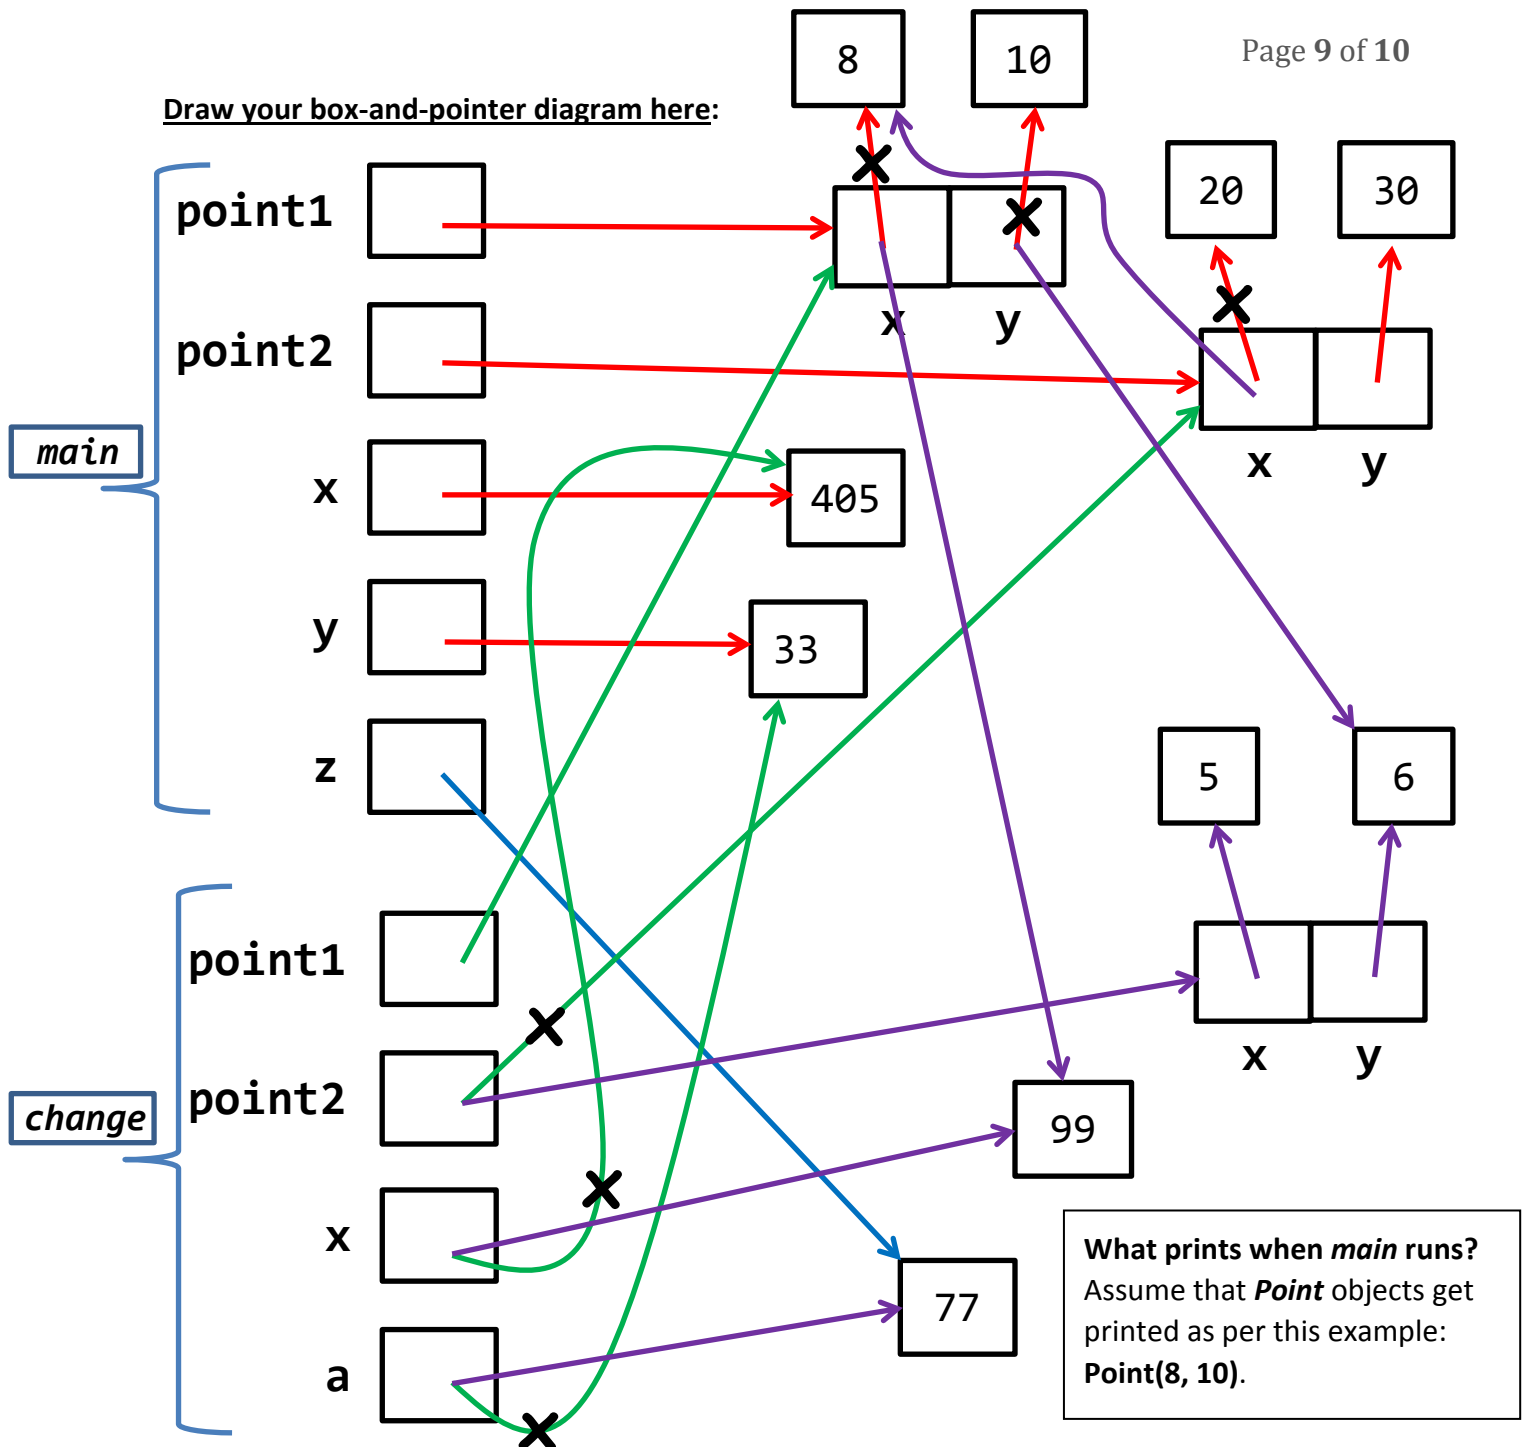 Page 9 of 10
8
10
Draw your box-and-pointer diagram here:
20
30
point1
x
y
point2
main
x
y
x
405
y
33
z
5
6
point1
x
y
point2
change
99
x
77
a
What prints when main runs?
Assume that Point objects get
printed as per this example:
Point(8, 10).